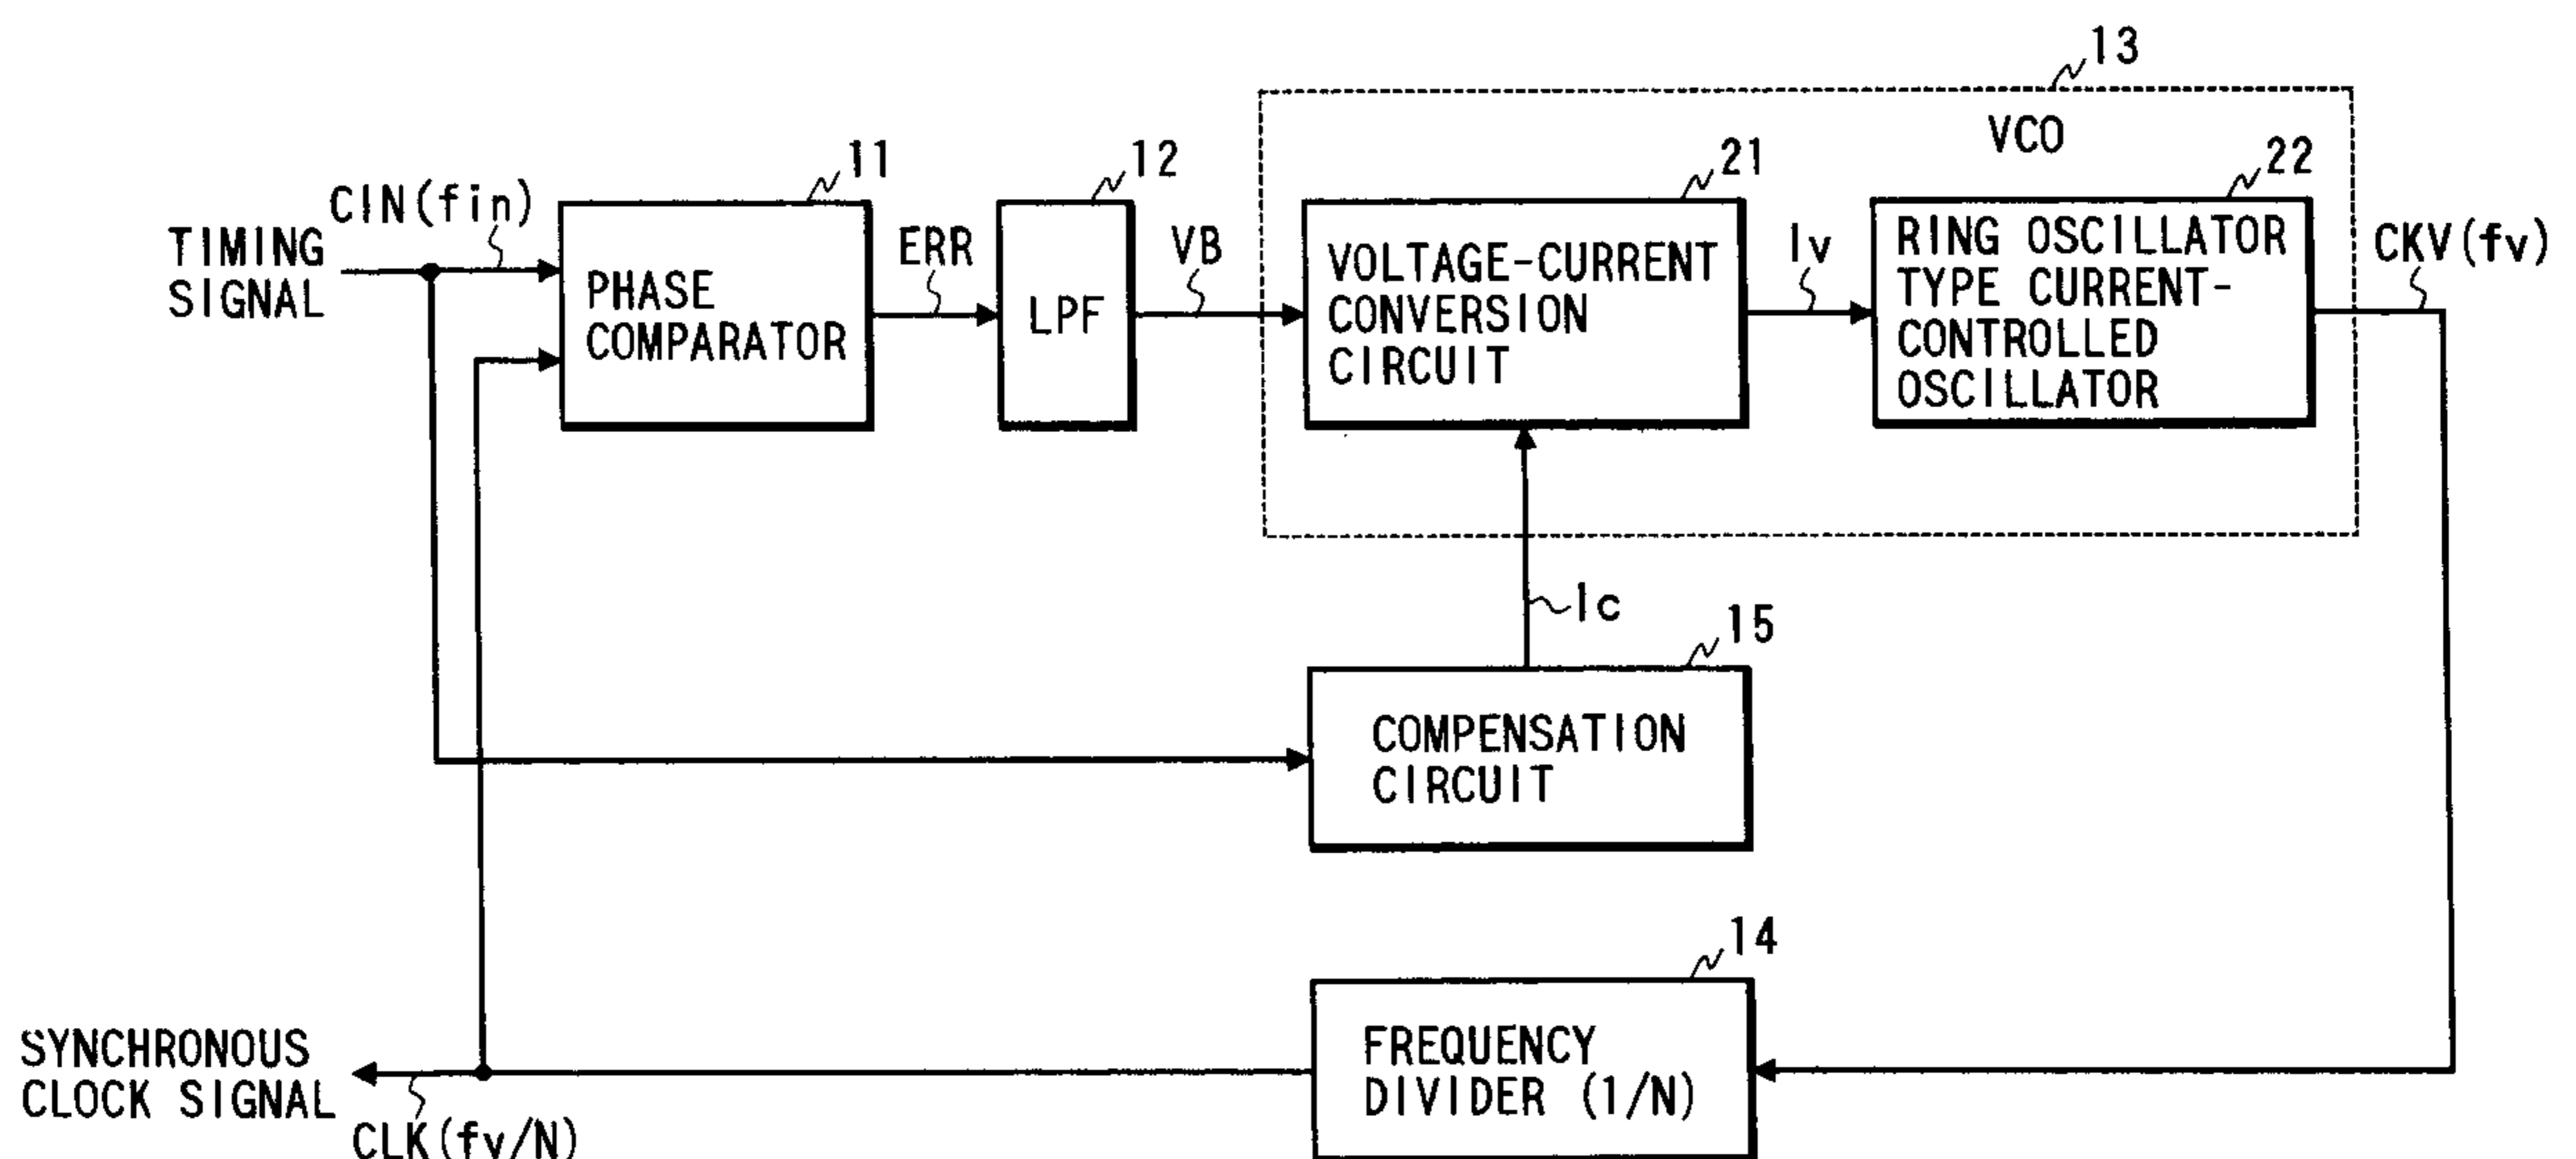 13
VCO
11
12
21
22
CIN(fin)
TIMING
SIGNAL
PHASE
COMPARATOR
ERR
LPF
VB
VOLTAGE-CURRENT
CONVERSION
CIRCUIT
Iv
RING OSCILLATOR
TYPE CURRENT-
CONTROLLED
OSCILLATOR
CKV(fv)
Ic
15
COMPENSATION
CIRCUIT
14
FREQUENCY
DIVIDER (1/N)
SYNCHRONOUS
CLOCK SIGNAL
CLK(fv/N)